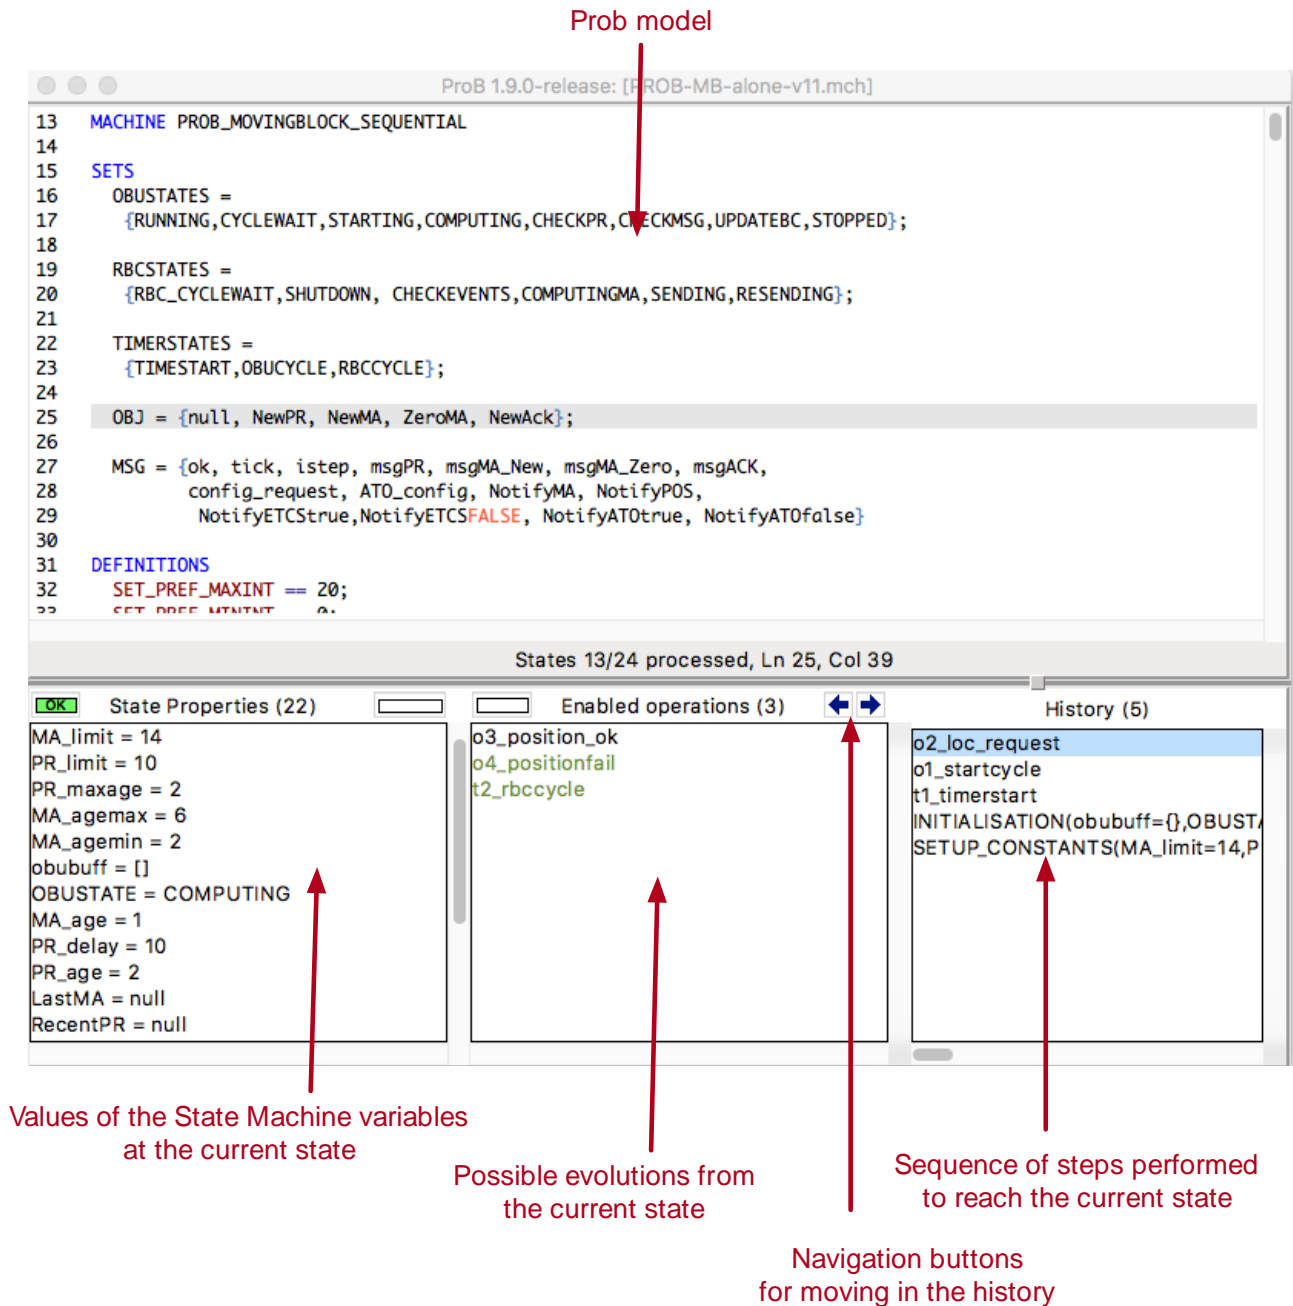 Prob model
ProB 1.9.0-release: [PROB-MB-alone-v11.mch]
13 MACHINE PROB_MOVINGBLOCK_SEQUENTIAL
14
15 SETS
16 OBUSTATES =
17 {RUNNING,CYCLEWAIT,STARTING,COMPUTING,CHECKPR,CHECKMSG,UPDATEBC,STOPPED};
18
19 RBCSTATES =
20 {RBC_CYCLEWAIT,SHUTDOWN, CHECKEVENTS,COMPUTINGMA,SENDING,RESENDING};
21
22 TIMERSTATES =
23 {TIMESTART,OBUCYCLE,RBCCYCLE};
24
25 OBJ = {null, NewPR, NewMA, ZeroMA, NewAck};
26
27 MSG = {ok, tick, istep, msgPR, msgMA_New, msgMA_Zero, msgACK,
28 config_request, ATO_config, NotifyMA, NotifyPOS,
29 NotifyETCStrue,NotifyETCSFALSE, NotifyATOtrue, NotifyATOfalse}
30
31 DEFINITIONS
32 SET_PREF_MAXINT == 20;
33 SET_PREF_MININT == 0;
States 13/24 processed, Ln 25, Col 39
OK State Properties (22)
MA_limit = 14
PR_limit = 10
PR_maxage = 2
MA_agemax = 6
MA_agemin = 2
obubuff = []
OBUSTATE = COMPUTING
MA_age = 1
PR_delay = 10
PR_age = 2
LastMA = null
RecentPR = null
Enabled operations (3)
o3_position_ok
o4_positionfail
t2_rbccycle
History (5)
o2_loc_request
o1_startcycle
t1_timerstart
INITIALISATION(obubuff={},OBUSTA
SETUP_CONSTANTS(MA_limit=14,P
Values of the State Machine variables
at the current state
Possible evolutions from
the current state
Sequence of steps performed
to reach the current state
Navigation buttons
for moving in the history